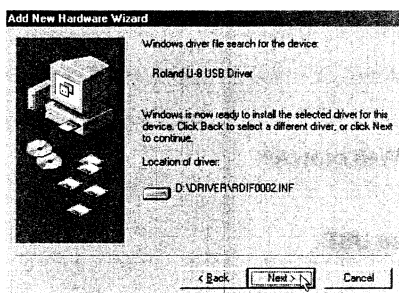 Add New Hardware Wizard
Windows driver file search for the device:
Roland U-8 USB Driver
Windows is now ready to install the selected driver for this
device. Click Back to select a different driver, or click Next
to continue.
Location of driver:
D:\DRIVER\RDIF0002.INF
< Back
Next >
Cancel